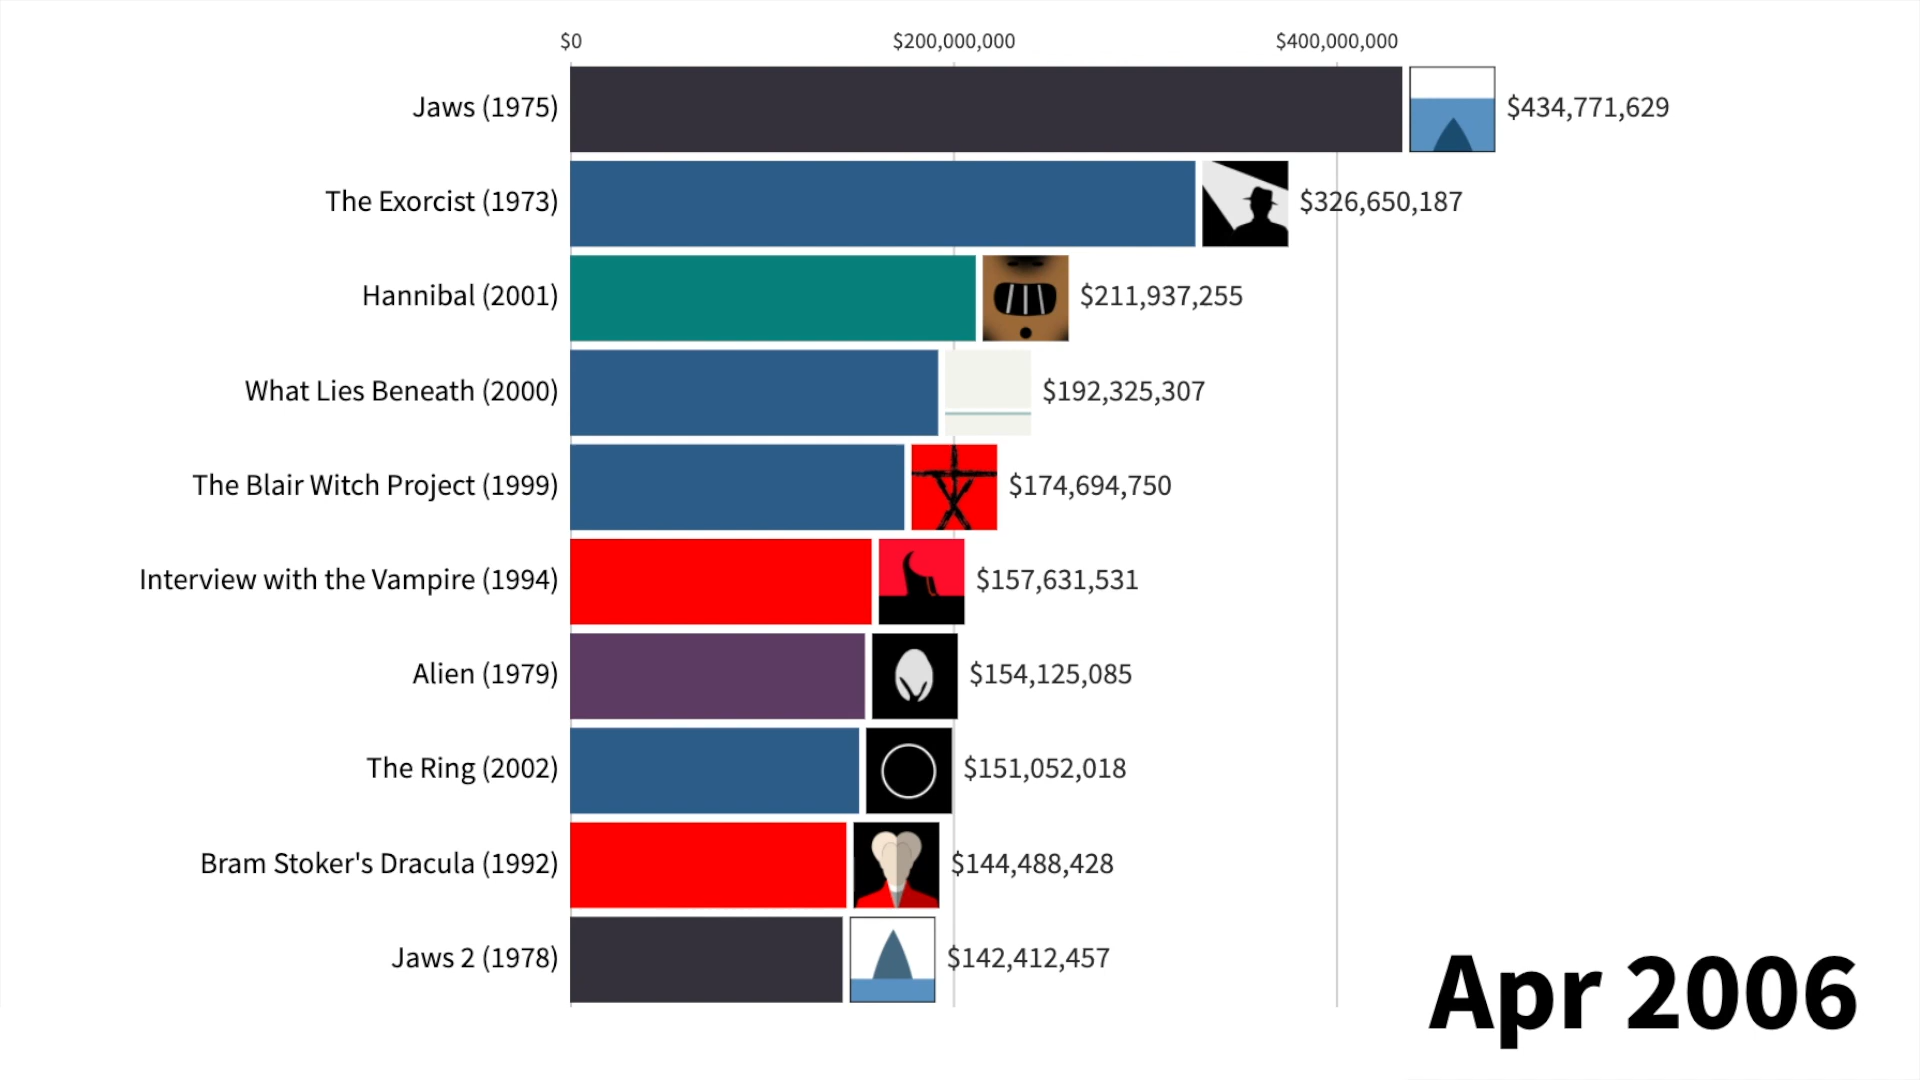 $0 $200,000,000 $400,000,000
Jaws (1975) $434,771,629
The Exorcist (1973) $326,650,187
Hannibal (2001) $211,937,255
What Lies Beneath (2000) $192,325,307
The Blair Witch Project (1999) $174,694,750
Interview with the Vampire (1994) $157,631,531
Alien (1979) $154,125,085
The Ring (2002) $151,052,018
Bram Stoker's Dracula (1992) $144,488,428
Jaws 2 (1978) $142,412,457
Apr 2006